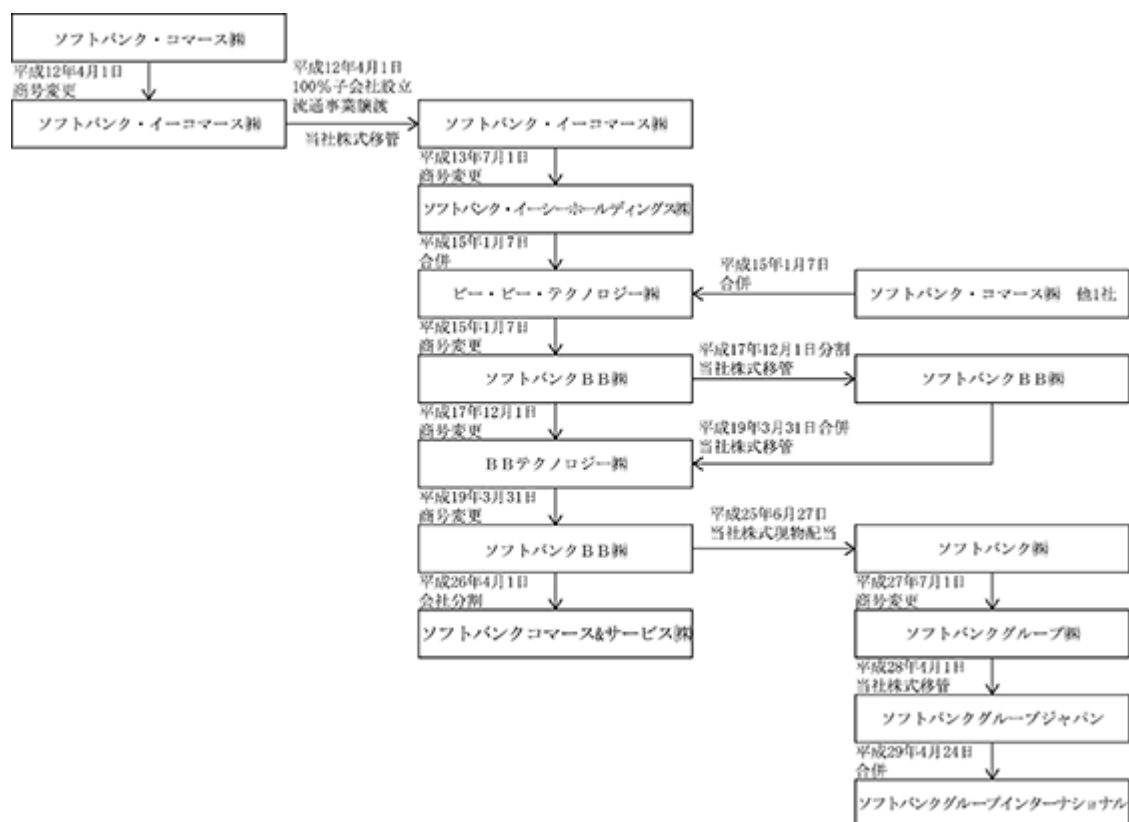 ソフトバンク・コマース㈱
平成12年4月1日
商号変更
平成12年4月1日
100%子会社設立
流通事業譲渡
ソフトバンク・イーコマース㈱
当社株式移管
ソフトバンク・イーコマース㈱
平成13年7月1日
商号変更
ソフトバンク・イーシーホールディングス㈱
平成15年1月7日
合併
平成15年1月7日
合併
ビー・ビー・テクノロジー㈱
ソフトバンク・コマース㈱ 他1社
平成15年1月7日
商号変更
平成17年12月1日分割
当社株式移管
ソフトバンクBB㈱
ソフトバンクBB㈱
平成17年12月1日
商号変更
平成19年3月31日合併
当社株式移管
BBテクノロジー㈱
平成19年3月31日
商号変更
平成25年6月27日
当社株式現物配当
ソフトバンクBB㈱
ソフトバンク㈱
平成26年4月1日
会社分割
平成27年7月1日
商号変更
ソフトバンクコマース&サービス㈱
ソフトバンクグループ㈱
平成28年4月1日
当社株式移管
ソフトバンクグループジャパン
平成29年4月24日
合併
ソフトバンクグループインターナショナル